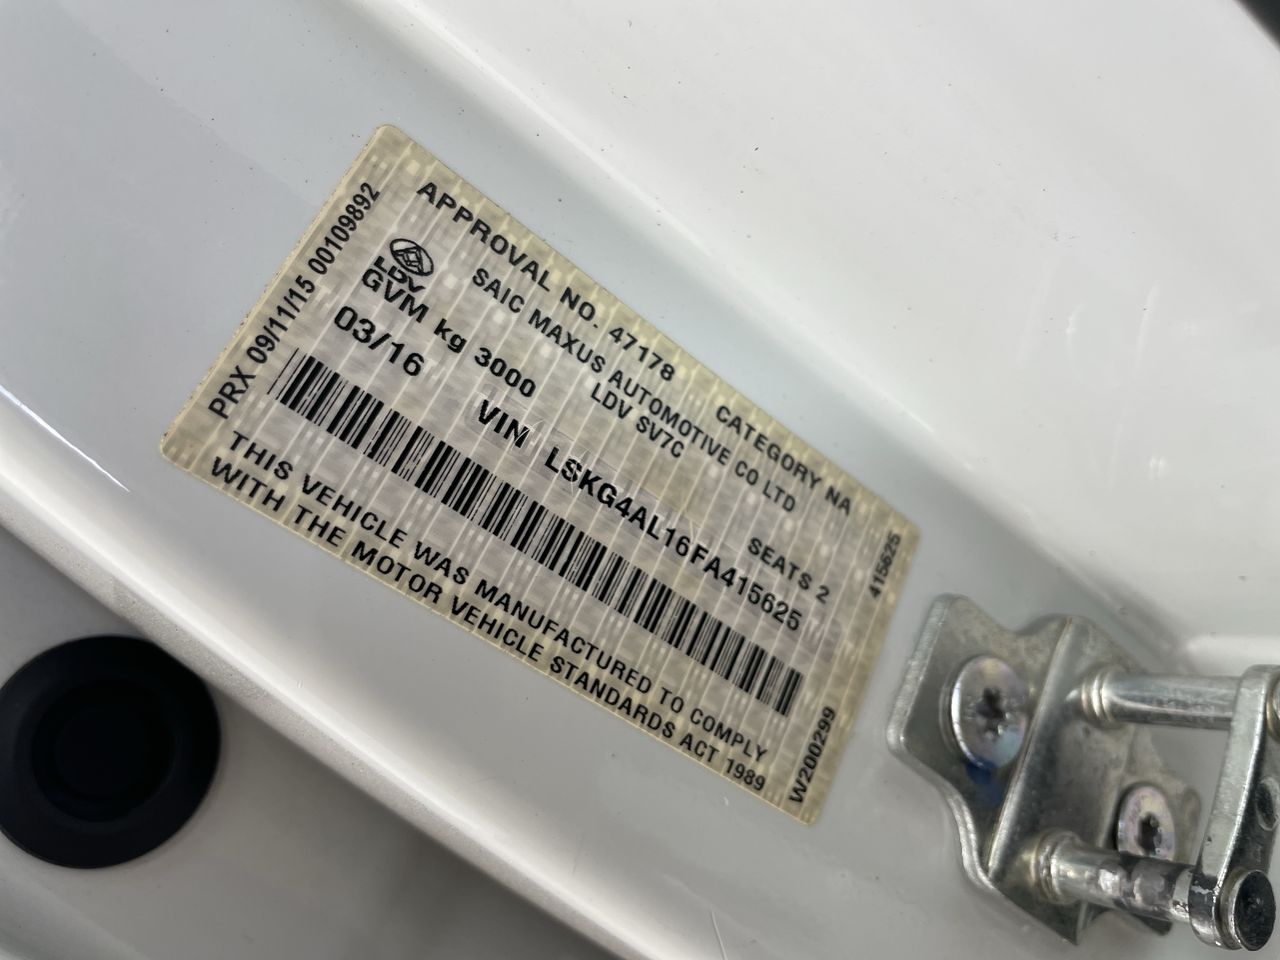 APPROVAL NO. 47178 CATEGORY NA
SAIC MAXUS AUTOMOTIVE CO LTD
LDV
LDV SV7C
GVM kg 3000 SEATS 2
03/16 VIN LSKG4AL16FA415625
THIS VEHICLE WAS MANUFACTURED TO COMPLY
WITH THE MOTOR VEHICLE STANDARDS ACT 1989
PRX 09/11/15 00109892
415625
W200299